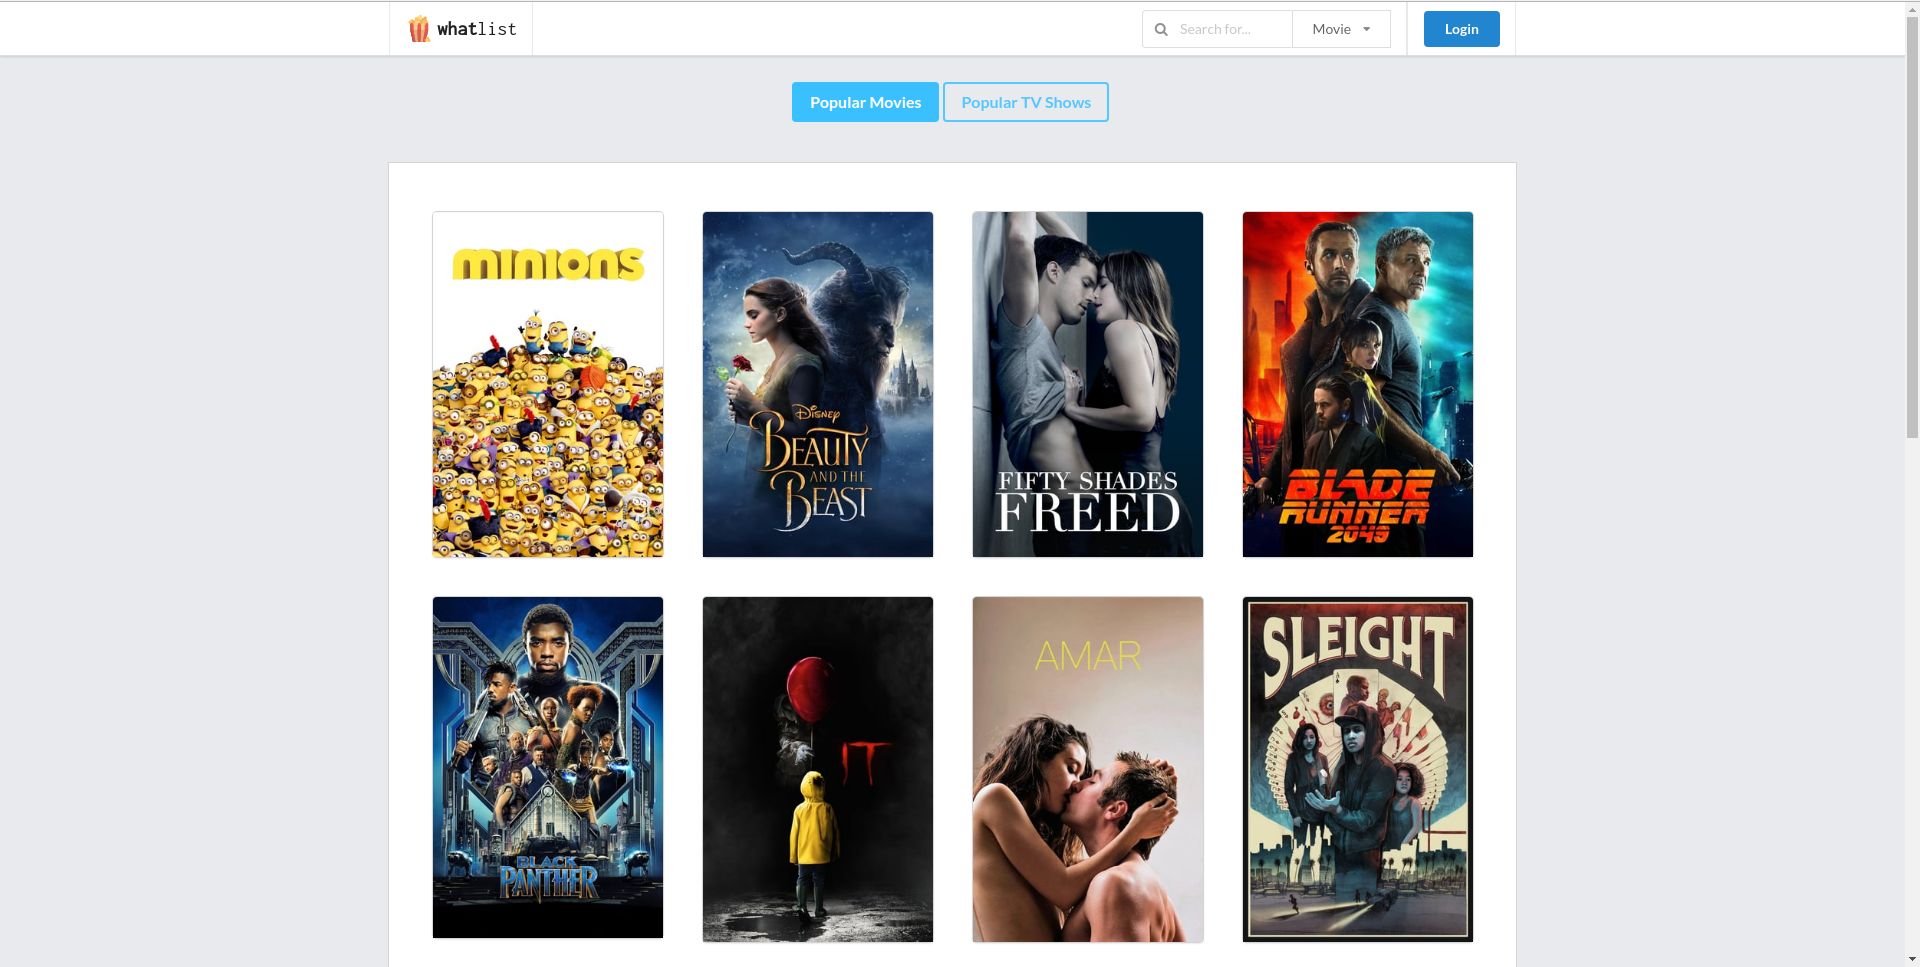 whatlist
Search for...
Movie
Login
Popular Movies
Popular TV Shows
minions
Disney
BEAUTY
AND THE
BEAST
FIFTY SHADES
FREED
BLADE
RUNNER
2049
BLACK
PANTHER
IT
AMAR
SLEIGHT